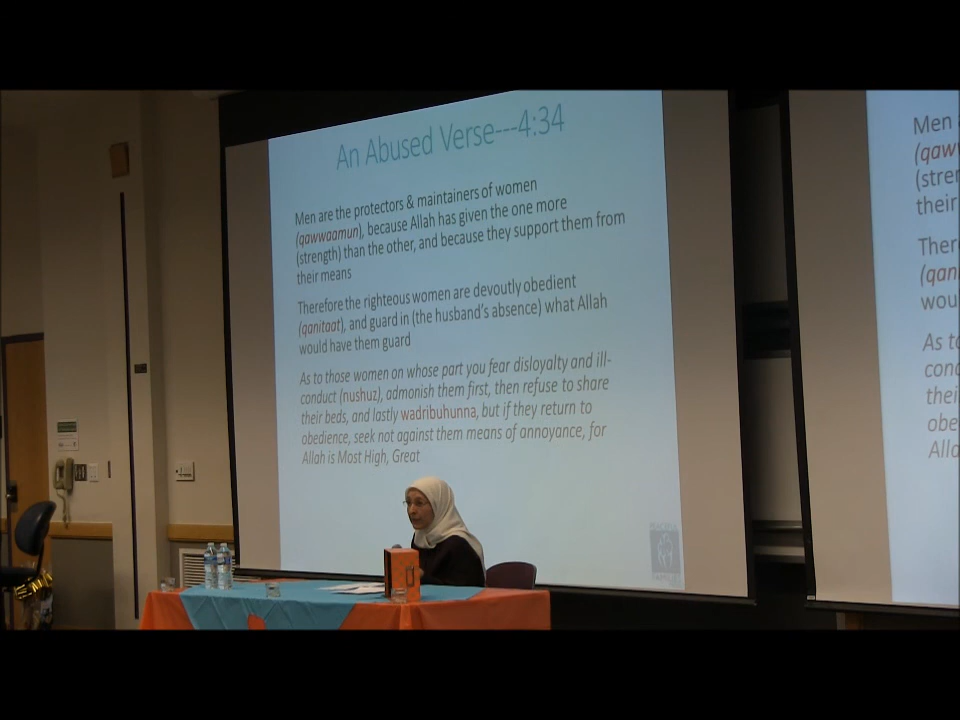 An Abused Verse---4:34
Men are the protectors & maintainers of women
(qawwaamun), because Allah has given the one more
(strength) than the other, and because they support them from
their means
Therefore the righteous women are devoutly obedient
(qanitaat), and guard in (the husband's absence) what Allah
would have them guard
As to those women on whose part you fear disloyalty and ill-
conduct (nushuz), admonish them first, then refuse to share
their beds, and lastly wadribuhunna, but if they return to
obedience, seek not against them means of annoyance, for
Allah is Most High, Great
Men
(qaw
(stren
their
Ther
(qani
wou
As to
cond
thei
obe
Alla